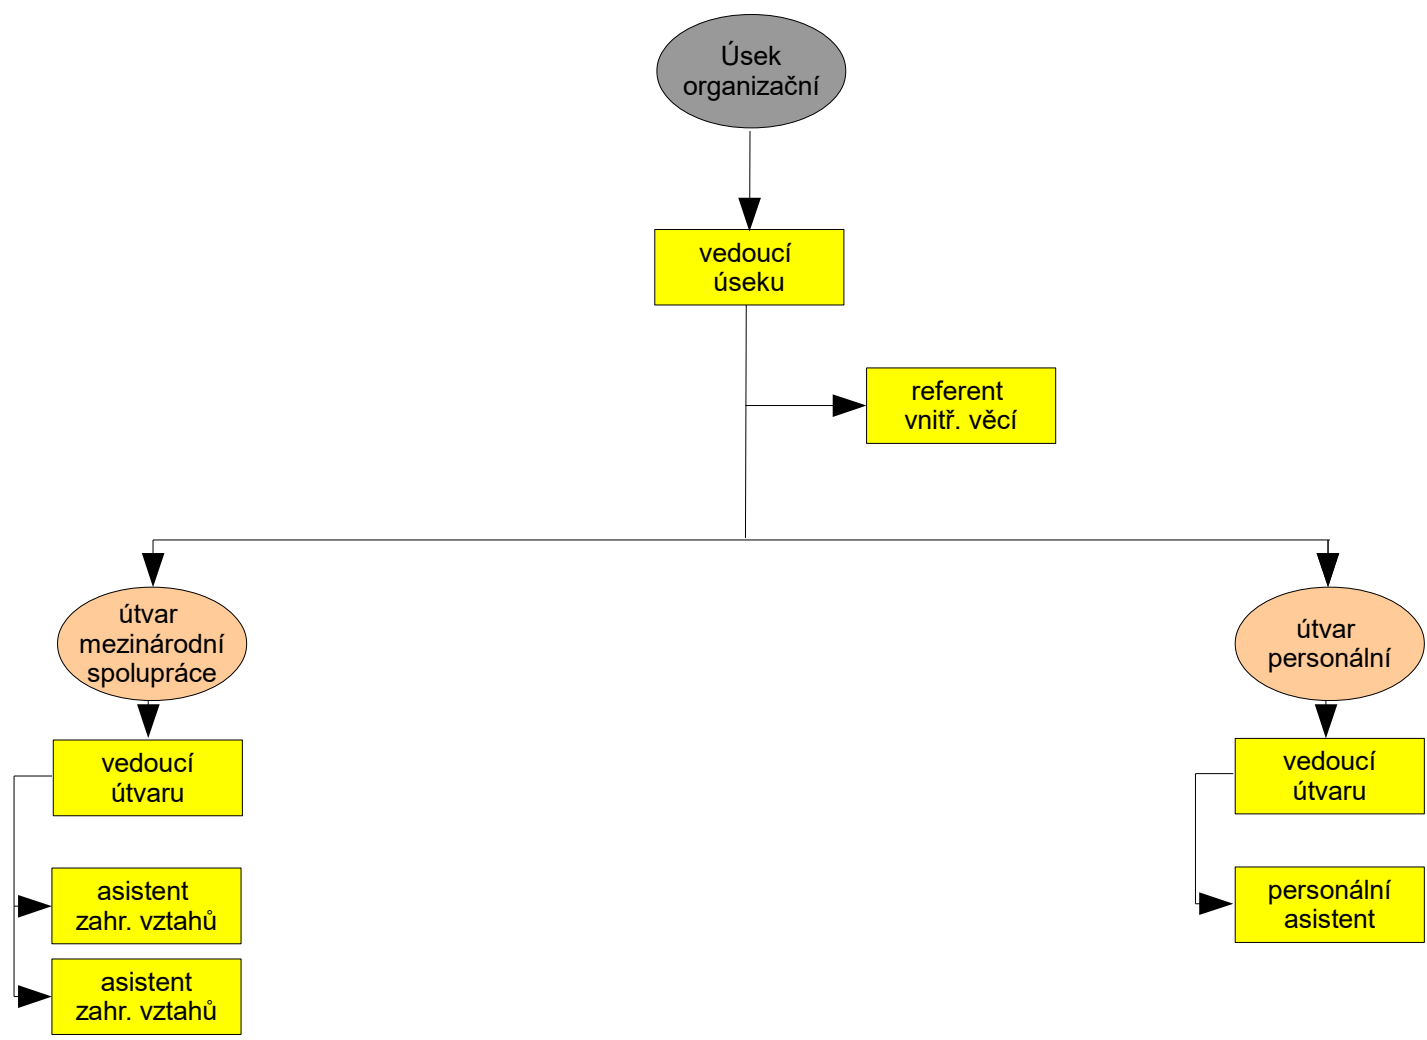 Úsek
organizační
vedoucí
úseku
referent
vnitř. věcí
útvar
mezinárodní
spolupráce
útvar
personální
vedoucí
útvaru
vedoucí
útvaru
asistent
zahr. vztahů
personální
asistent
asistent
zahr. vztahů